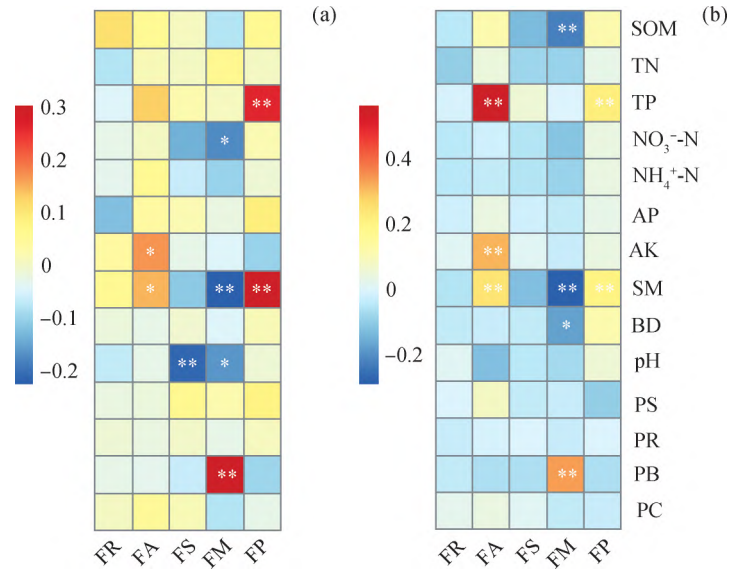 (a)
(b)
0.3
0.2
0.1
0
-0.1
-0.2
**
*
*
* **
** *
**
FR FA FS FM FP
0.4
0.2
0
-0.2
** SOM
TN
** ** TP
NO₃⁻-N
NH₄⁺-N
AP
** AK
** ** ** SM
* BD
pH
PS
PR
** PB
PC
FR FA FS FM FP